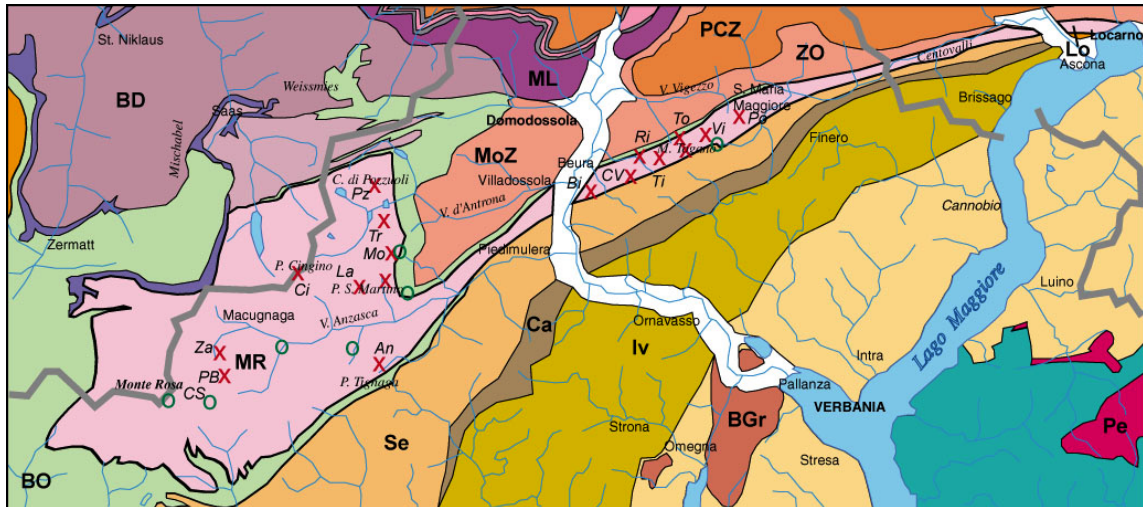 St. Niklaus
PCZ
Locarno
Lo
ZO
Centovalli
Ascona
ML
BD
Weissmies
V. Vigezzo
S. Maria
Maggiore
Brissago
Saas
Domodossola
To
Vi
Po
Mischabel
Ri
M. Togano
Finero
MoZ
Beura
C. di Pozzuoli
Villadossola
Bi
CV
Ti
Pz
V. d'Antrona
Cannobio
Tr
Zermatt
Mo
Piedimulera
P. Cingino
La
Ci
P. S. Martino
Luino
Lago Maggiore
Macugnaga
V. Anzasca
Ca
Ornavasso
Iv
Za
MR
An
Intra
PB
P. Tignaga
Monte Rosa
CS
Pallanza
VERBANIA
Pe
Se
Strona
BGr
Omegna
Stresa
BO